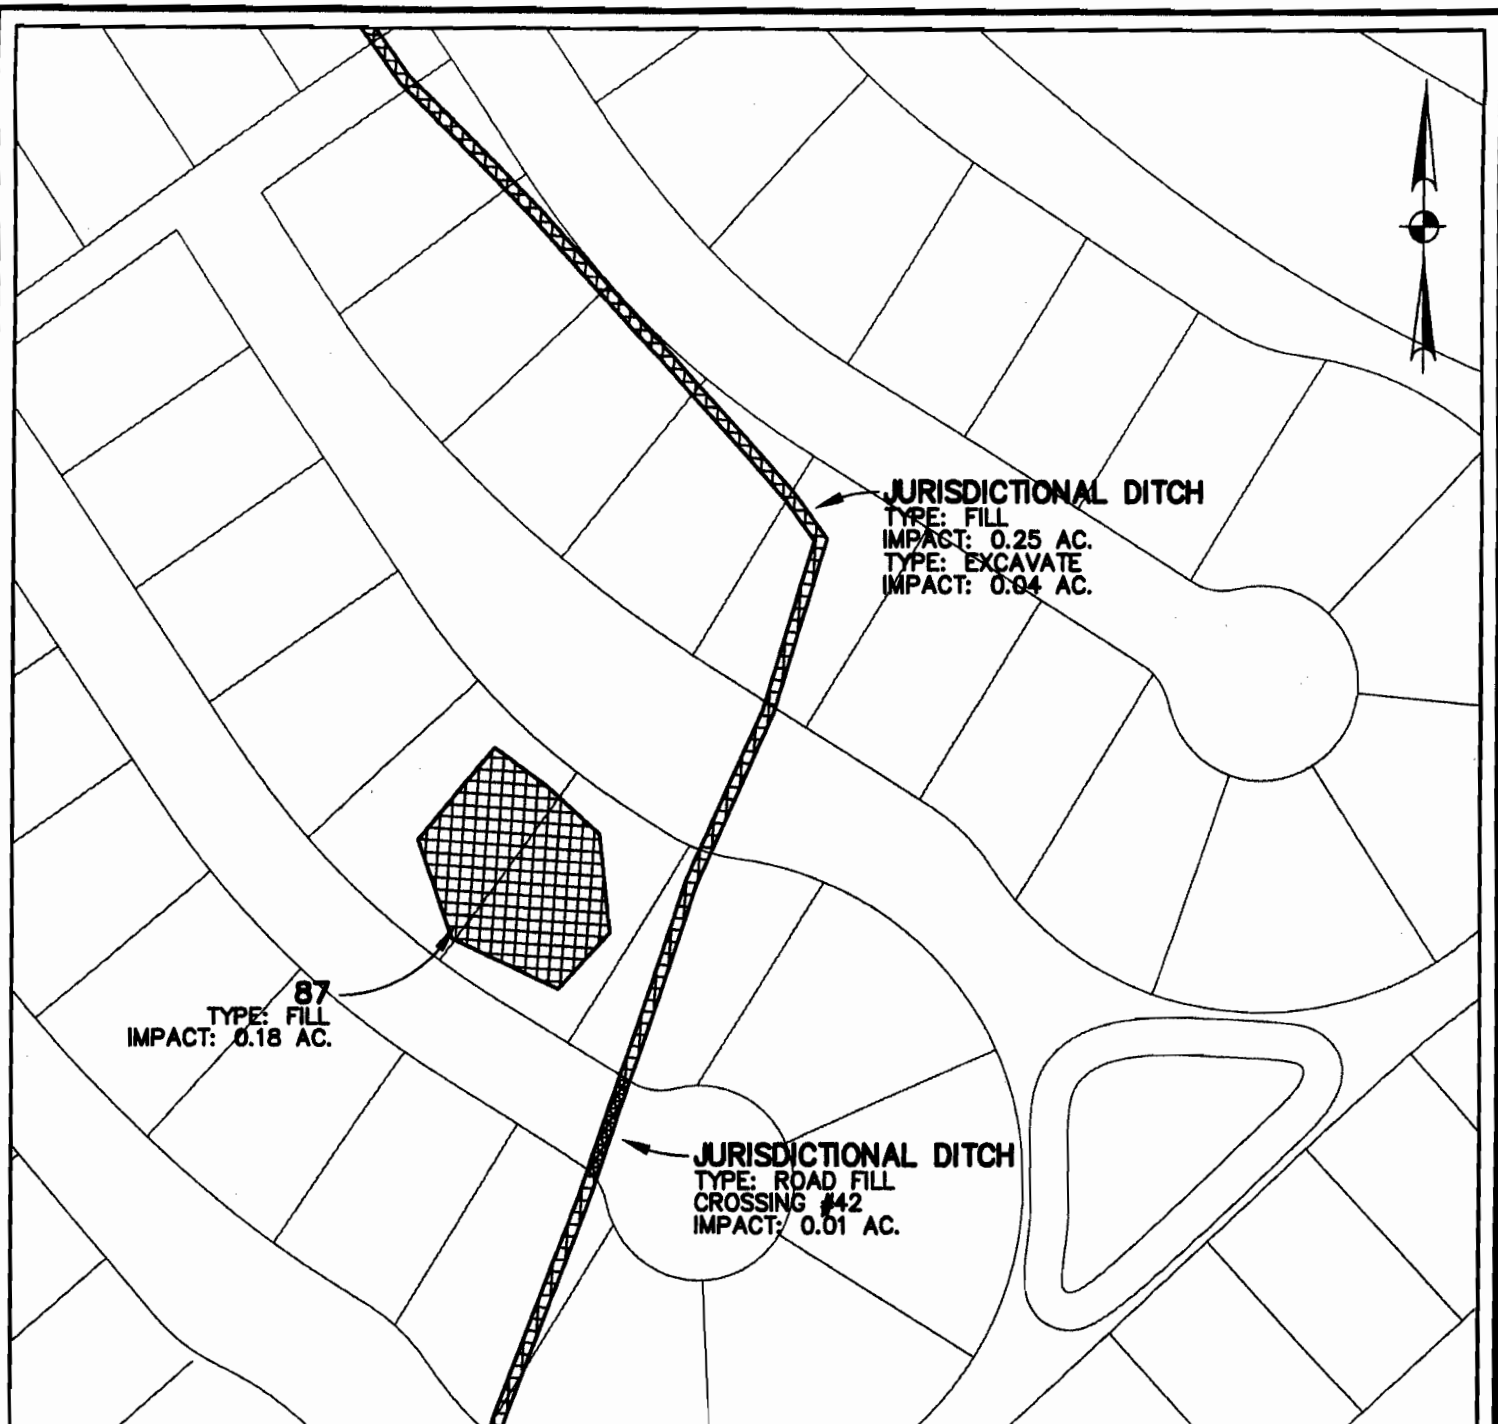 JURISDICTIONAL DITCH
TYPE: FILL
IMPACT: 0.25 AC.
TYPE: EXCAVATE
IMPACT: 0.04 AC.
87
TYPE: FILL
IMPACT: 0.18 AC.
JURISDICTIONAL DITCH
TYPE: ROAD FILL
CROSSING #42
IMPACT: 0.01 AC.